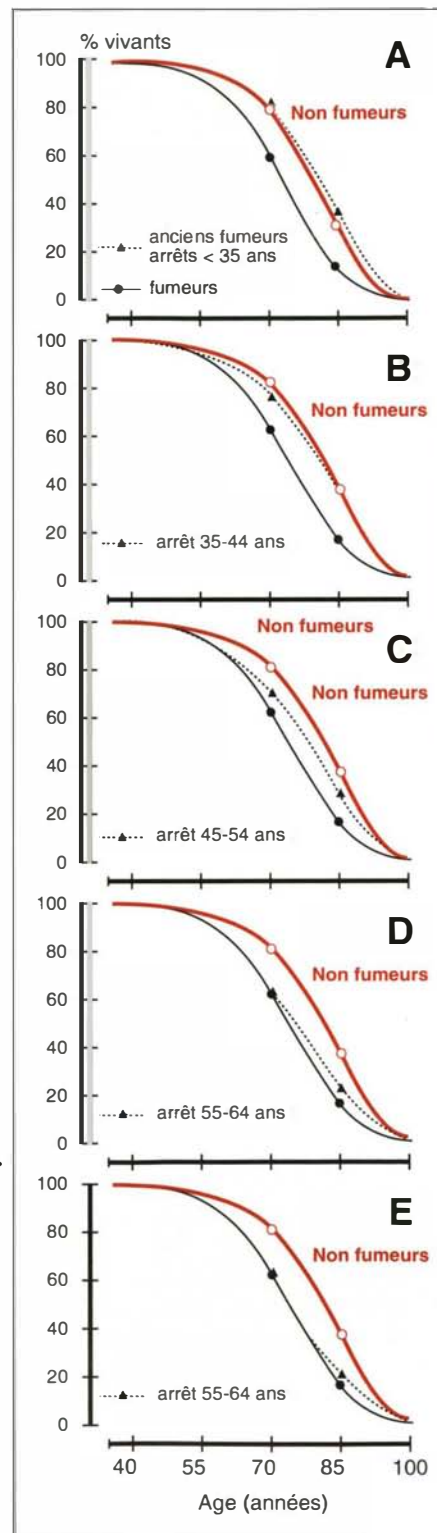 % vivants
A
100
80
60
40
20
0
Non fumeurs
anciens fumeurs
arrêts < 35 ans
fumeurs
B
100
80
60
40
20
0
Non fumeurs
arrêt 35-44 ans
Non fumeurs
C
100
80
60
40
20
0
Non fumeurs
arrêt 45-54 ans
D
100
80
60
40
20
0
Non fumeurs
arrêt 55-64 ans
E
100
80
60
40
20
0
Non fumeurs
arrêt 55-64 ans
40 55 70 85 100
Age (années)